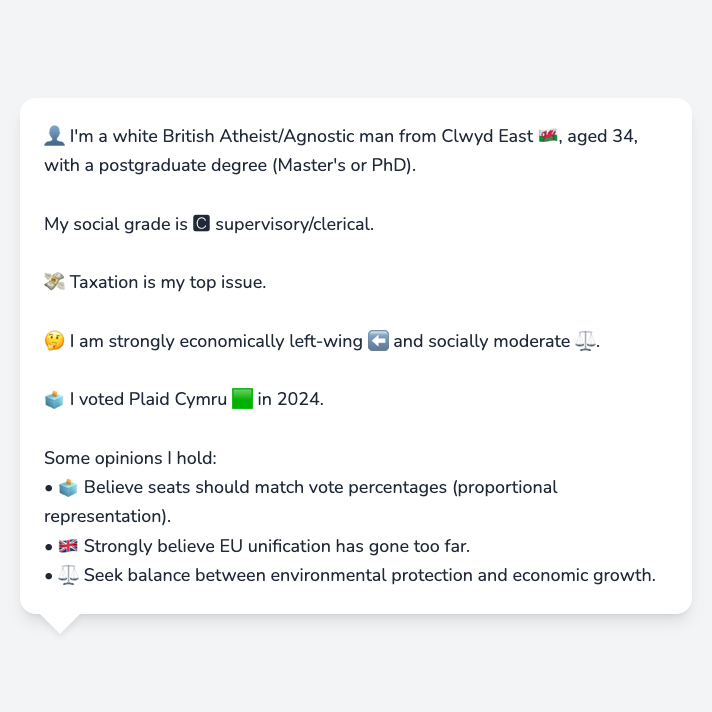 👤 I'm a white British Atheist/Agnostic man from Clwyd East 🏴󠁧󠁢󠁷󠁬󠁳󠁿, aged 34,
with a postgraduate degree (Master's or PhD).
My social grade is 🅲 supervisory/clerical.
💸 Taxation is my top issue.
🤔 I am strongly economically left-wing ⬅️ and socially moderate ⚖️.
🗳️ I voted Plaid Cymru 🟩 in 2024.
Some opinions I hold:
• 🗳️ Believe seats should match vote percentages (proportional
representation).
• 🇬🇧 Strongly believe EU unification has gone too far.
• ⚖️ Seek balance between environmental protection and economic growth.